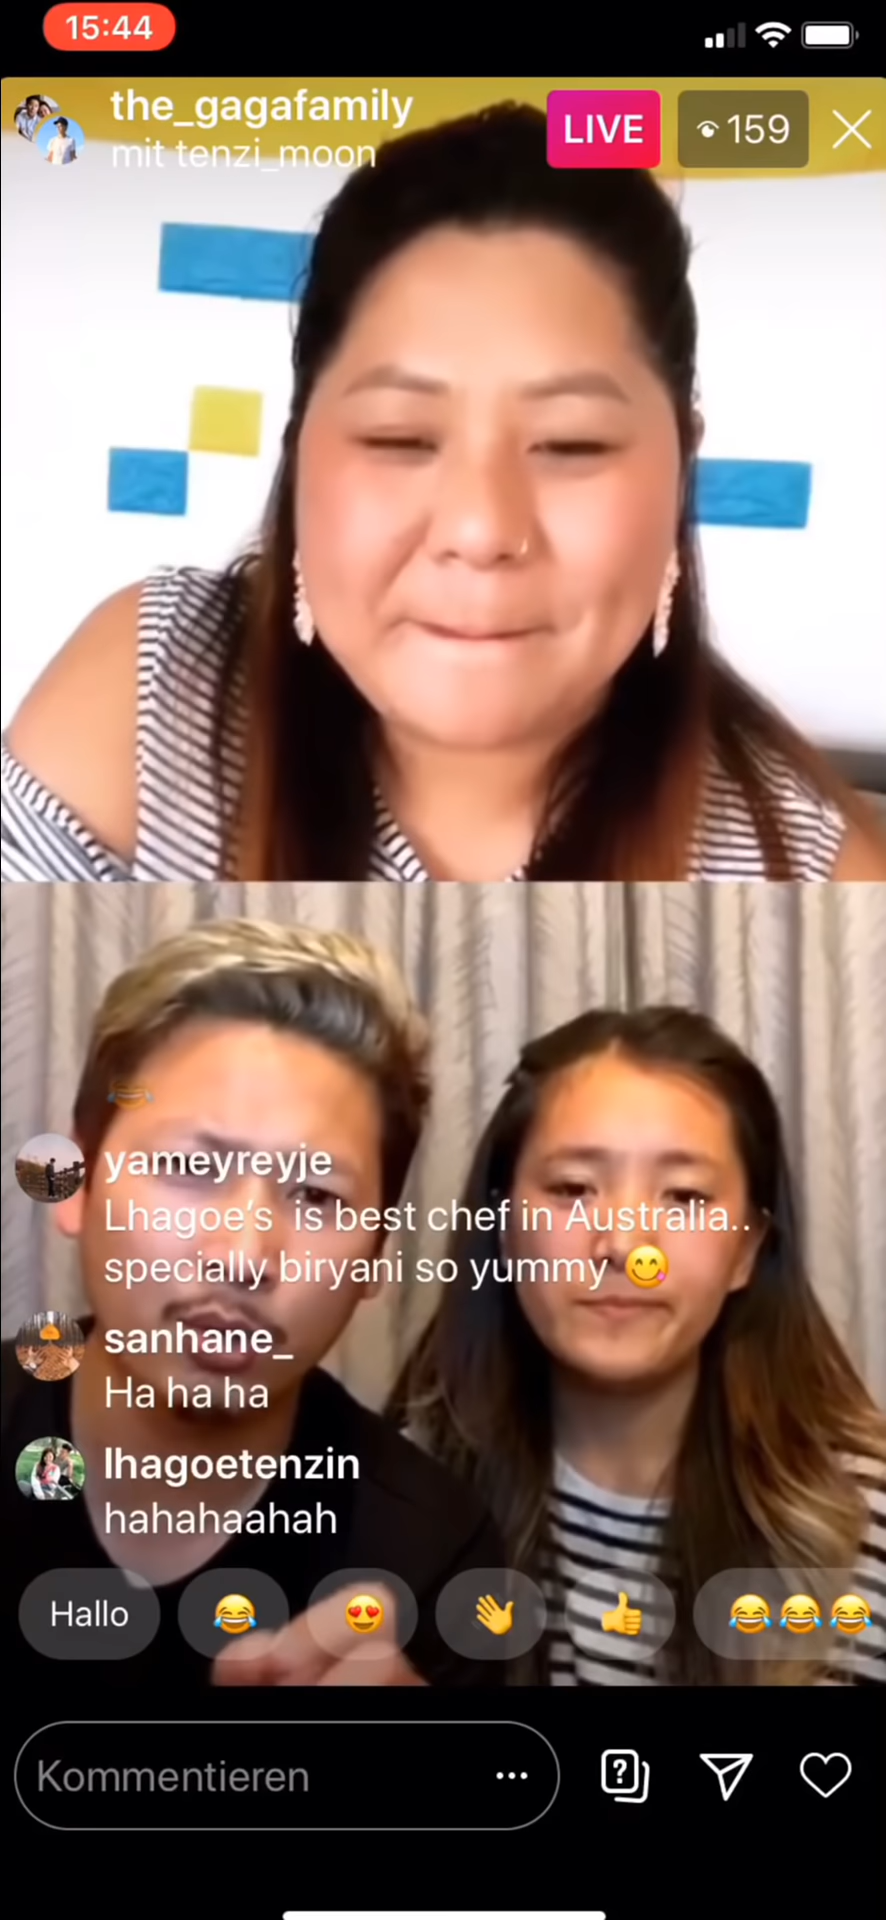 15:44
the_gagafamily
mit tenzi_moon
LIVE
159
😂
yameyreyje
Lhagoe's is best chef in Australia..
specially biryani so yummy 😋
sanhane_
Ha ha ha
lhagoetenzin
hahahaahah
Hallo 😂 😍 👋 👍 😂😂😂
Kommentieren